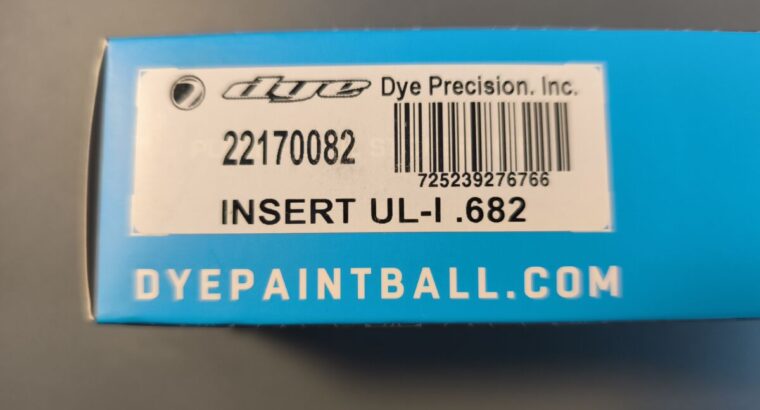 dye Dye Precision, Inc.
22170082
725239276766
INSERT UL-I .682
DYEPAINTBALL.COM